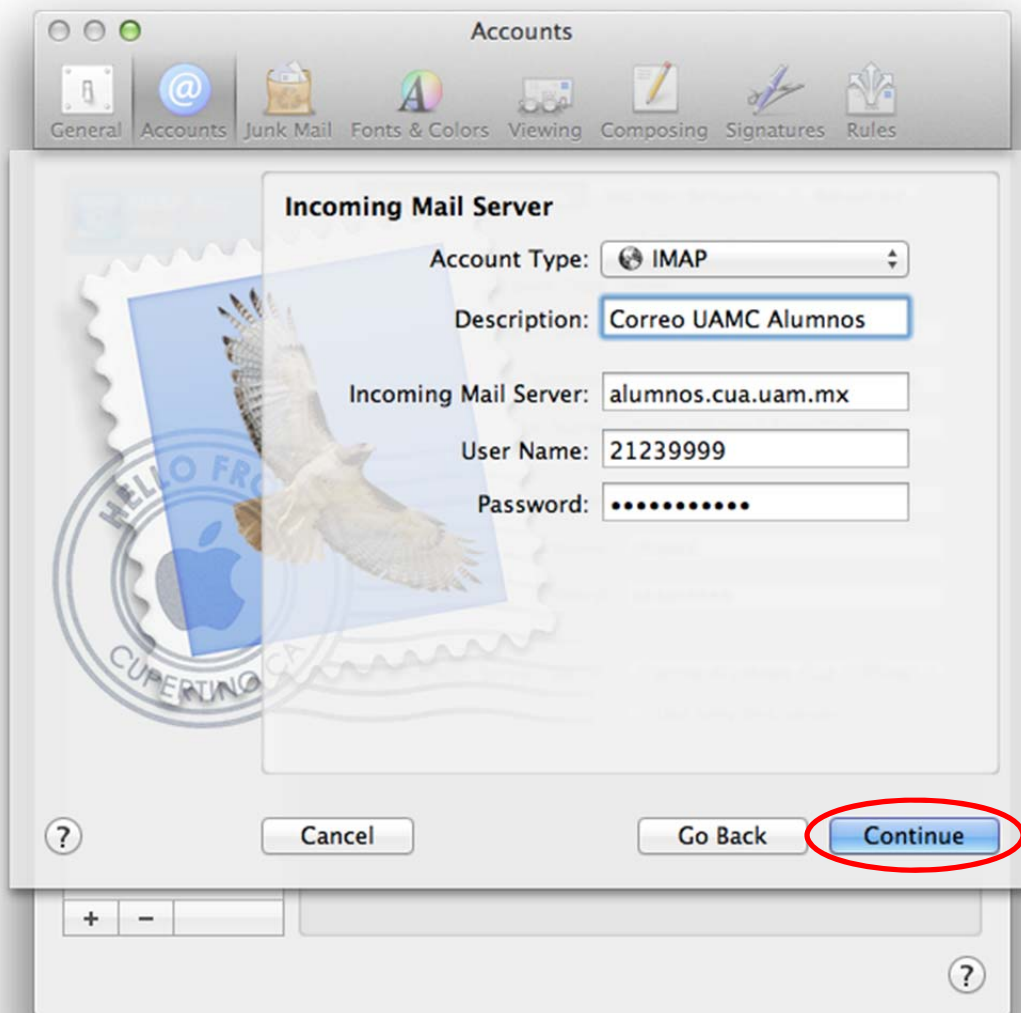 Accounts
General Accounts Junk Mail Fonts & Colors Viewing Composing Signatures Rules
Incoming Mail Server
Account Type: IMAP
Description: Correo UAMC Alumnos
Incoming Mail Server: alumnos.cua.uam.mx
User Name: 21239999
Password: •••••••••••
HELLO FRO
CUPERTINO CA
? Cancel Go Back Continue
+ −
?